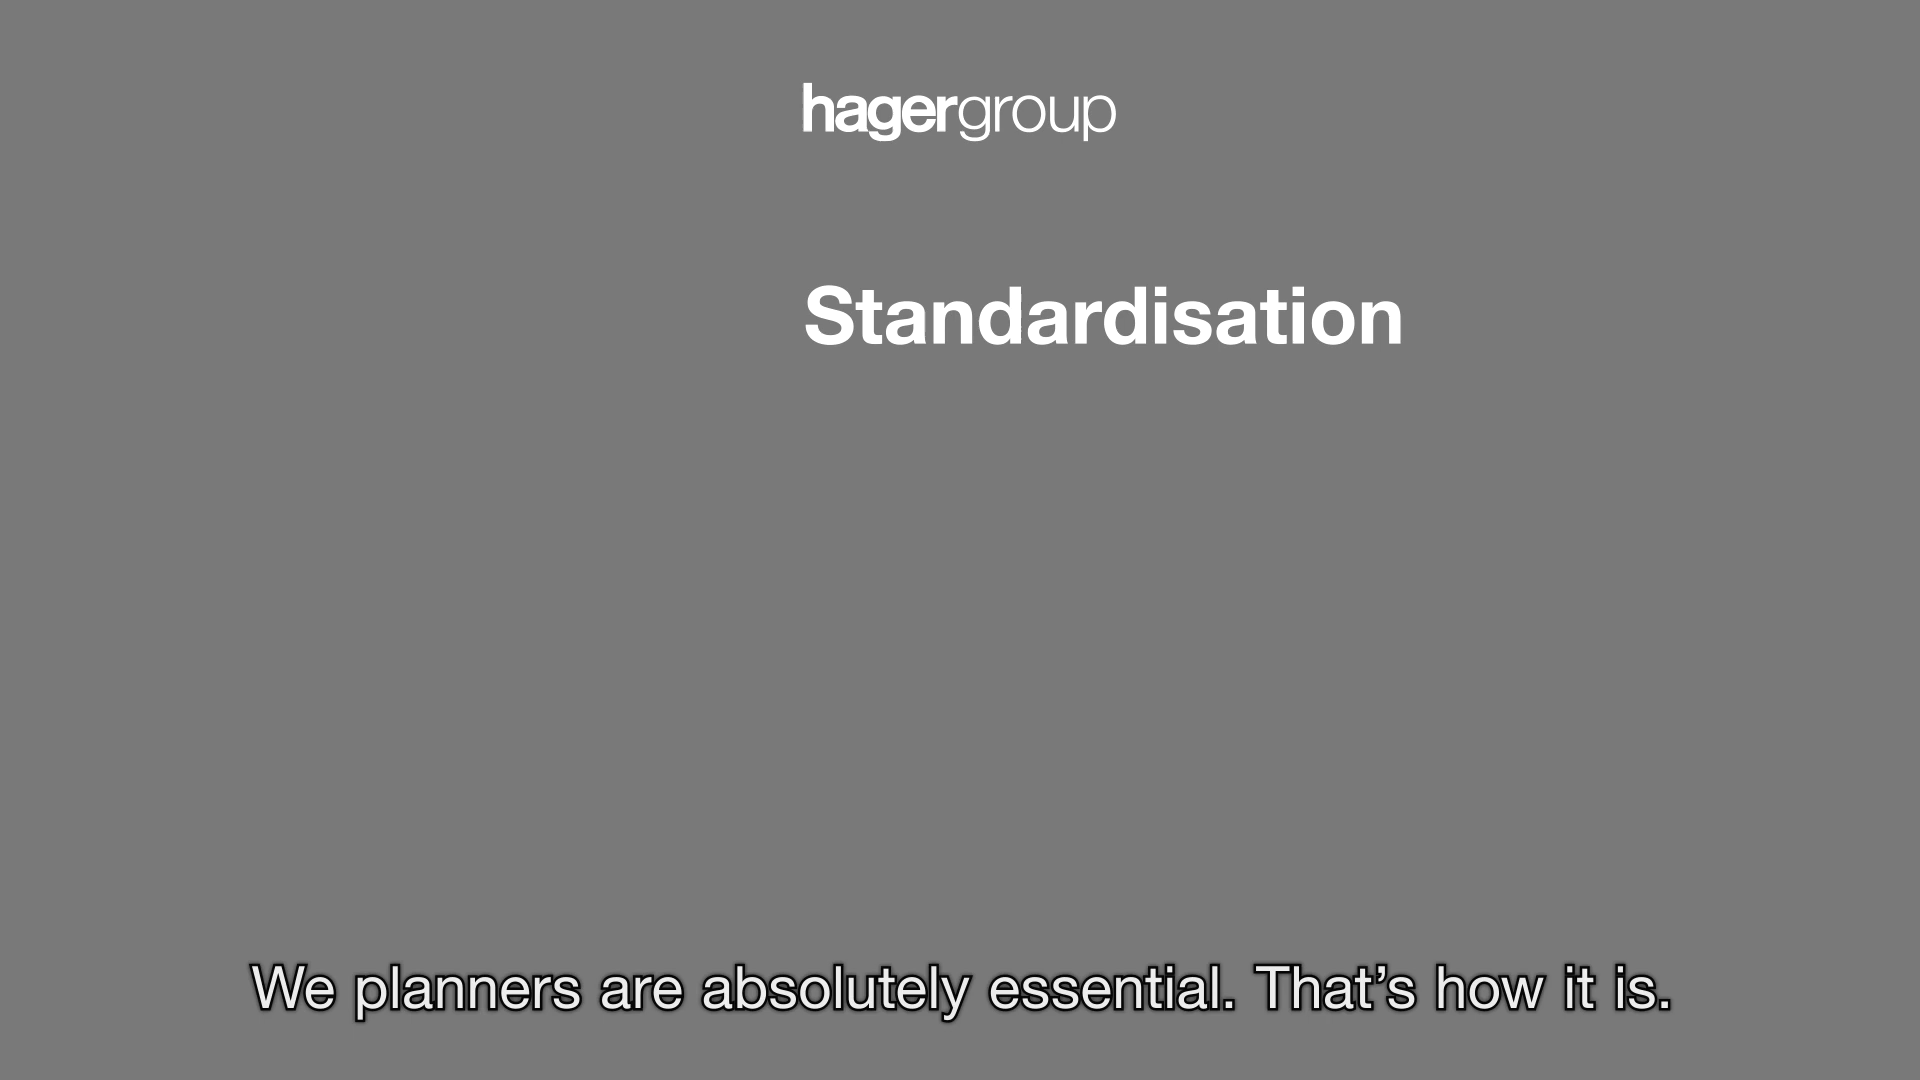 hagergroup
Standardisation
We planners are absolutely essential. That’s how it is.